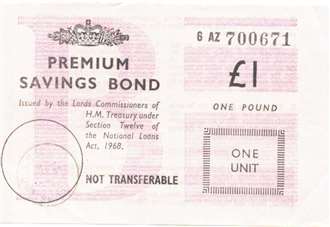 6 AZ 700671
PREMIUM
SAVINGS BOND
£1
Issued by the Lords Commissioners of
H.M. Treasury under
Section Twelve of
the National Loans
Act, 1968.
ONE POUND
ONE
UNIT
NOT TRANSFERABLE